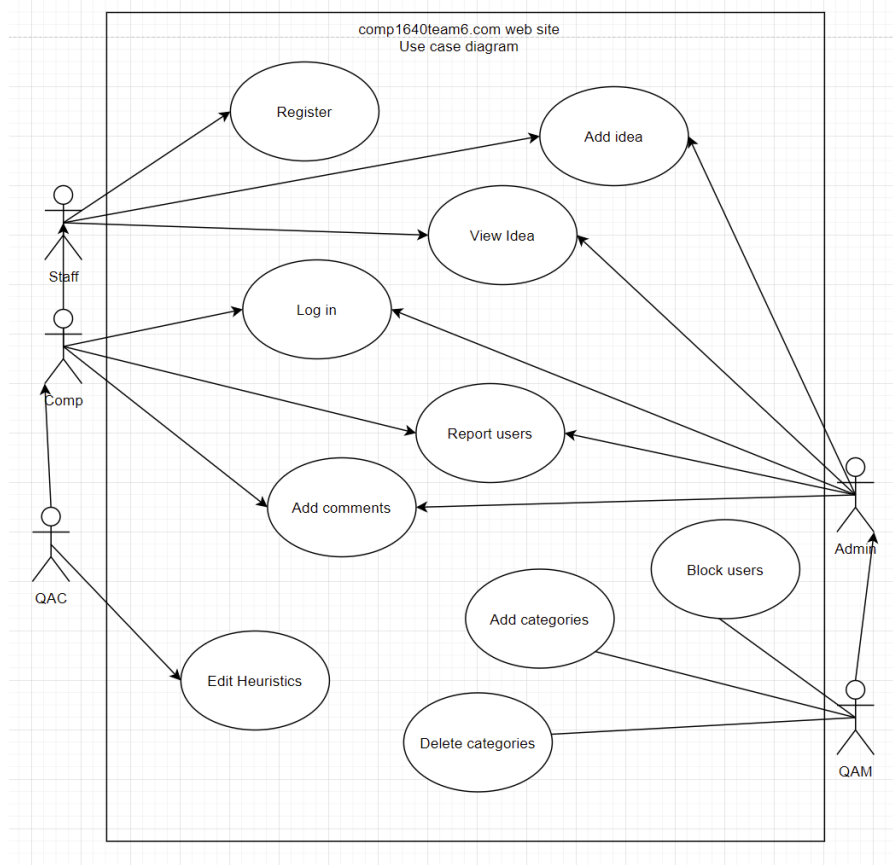 comp1640team6.com web site
Use case diagram
Register
Add idea
View Idea
Staff
Log in
Comp
Report users
Add comments
Admin
Block users
QAC
Add categories
Edit Heuristics
Delete categories
QAM